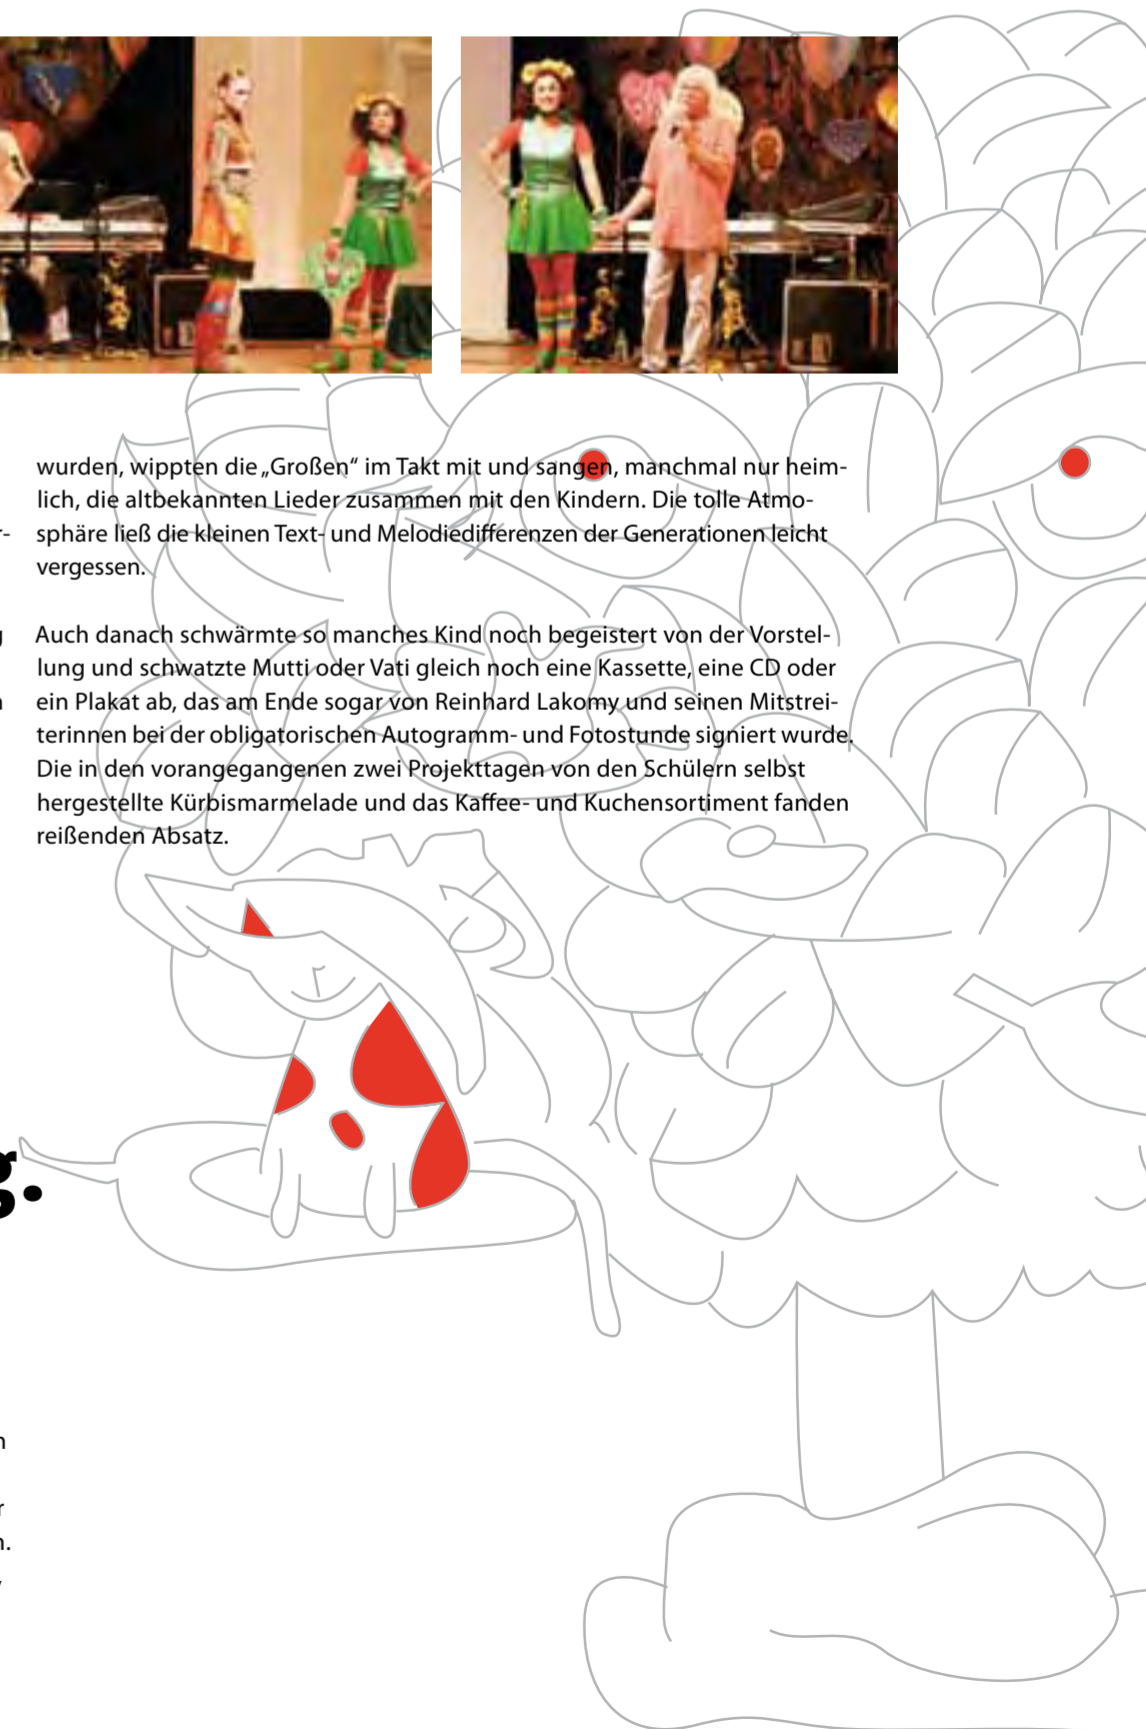 wurden, wippten die „Großen“ im Takt mit und sangen, manchmal nur heim-
lich, die altbekannten Lieder zusammen mit den Kindern. Die tolle Atmo-
sphäre ließ die kleinen Text- und Melodiedifferenzen der Generationen leicht
vergessen.
Auch danach schwärmte so manches Kind noch begeistert von der Vorstel-
lung und schwatzte Mutti oder Vati gleich noch eine Kassette, eine CD oder
ein Plakat ab, das am Ende sogar von Reinhard Lakomy und seinen Mitstrei-
terinnen bei der obligatorischen Autogramm- und Fotostunde signiert wurde.
Die in den vorangegangenen zwei Projekttagen von den Schülern selbst
hergestellte Kürbismarmelade und das Kaffee- und Kuchensortiment fanden
reißenden Absatz.